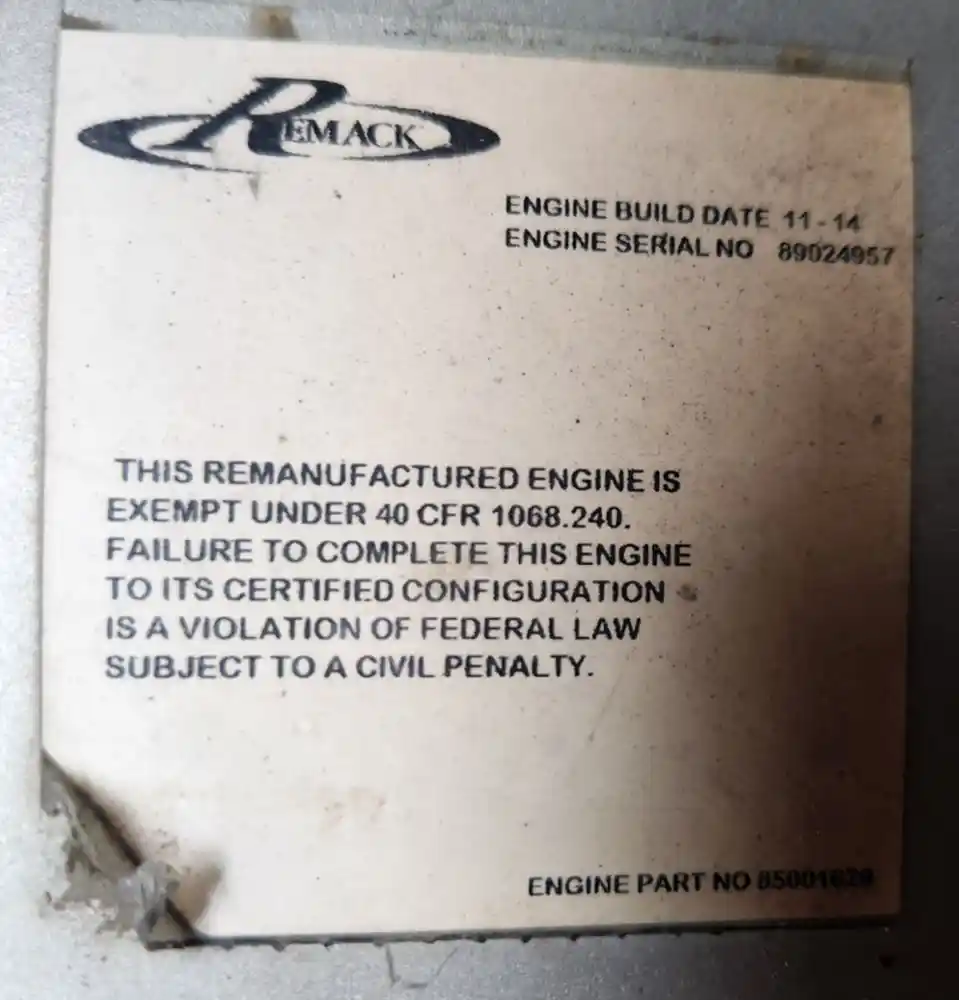 REMACK
ENGINE BUILD DATE 11-14
ENGINE SERIAL NO 89024957
THIS REMANUFACTURED ENGINE IS
EXEMPT UNDER 40 CFR 1068.240.
FAILURE TO COMPLETE THIS ENGINE
TO ITS CERTIFIED CONFIGURATION
IS A VIOLATION OF FEDERAL LAW
SUBJECT TO A CIVIL PENALTY.
ENGINE PART NO